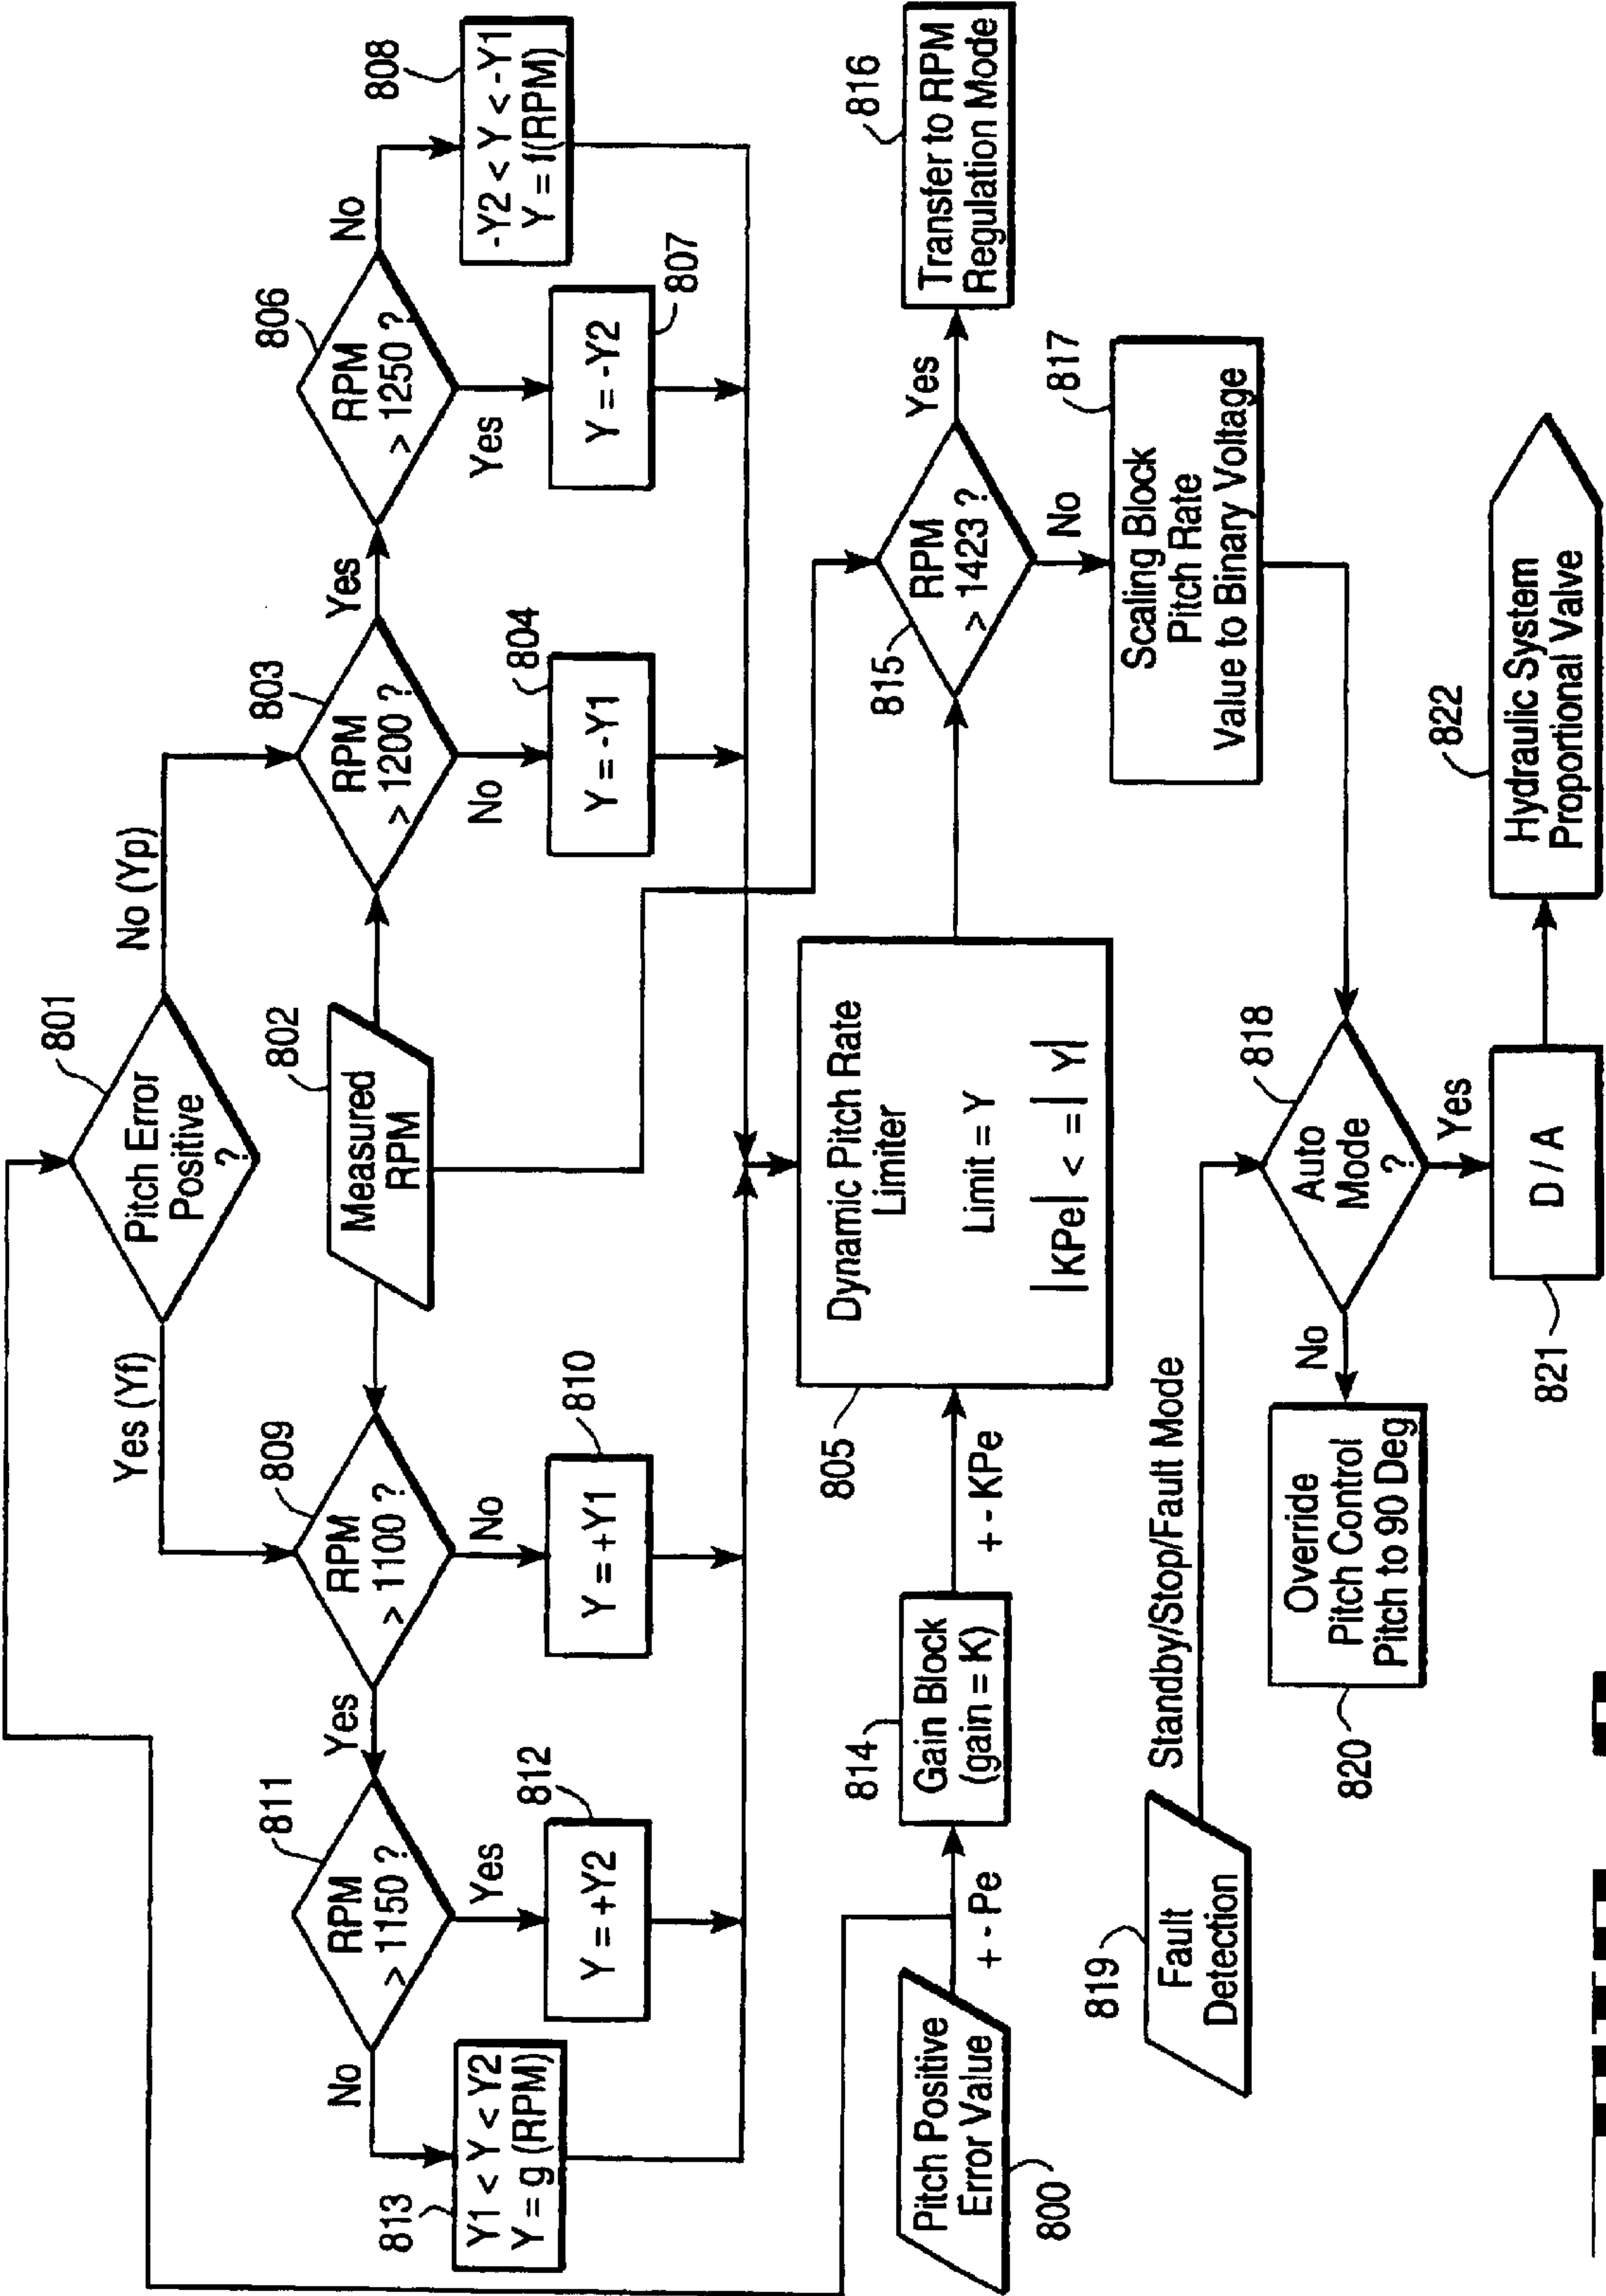 801
Pitch Error
Positive
?
Yes (Yf)
No (Yp)
802
Measured
RPM
811
RPM
> 1150 ?
Yes
809
RPM
> 1100 ?
803
RPM
> 1200 ?
Yes
806
RPM
> 1250 ?
No
No
Yes
No
No
Yes
813
Y1 < Y < Y2
Y = g (RPM)
812
Y = +Y2
810
Y = +Y1
804
Y = -Y1
807
Y = -Y2
808
-Y2 < Y < -Y1
Y = f(RPM)
800
Pitch Positive
Error Value
+ - Pe
814
Gain Block
(gain = K)
+ - KPe
805
Dynamic Pitch Rate
Limiter
Limit = Y
|KPe| < =| Y|
815
RPM
> 1423 ?
Yes
816
Transfer to RPM
Regulation Mode
No
817
Scaling Block
Pitch Rate
Value to Binary Voltage
819
Fault
Detection
Standby/Stop/Fault Mode
818
Auto
Mode
?
No
820
Override
Pitch Control
Pitch to 90 Deg
Yes
821
D / A
822
Hydraulic System
Proportional Valve